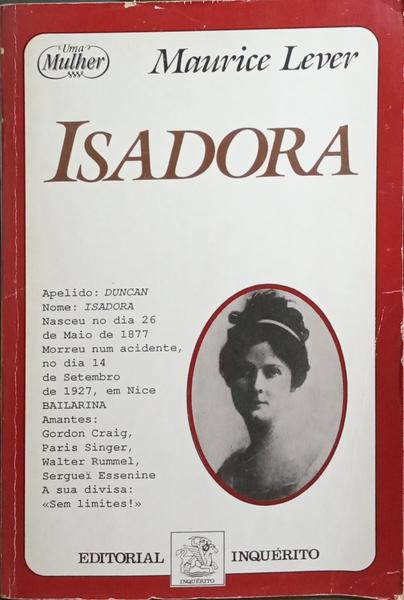 Uma
Mulher
Maurice Lever
ISADORA
Apelido: DUNCAN
Nome: ISADORA
Nasceu no dia 26
de Maio de 1877
Morreu num acidente,
no dia 14
de Setembro
de 1927, em Nice
BAILARINA
Amantes:
Gordon Craig,
Paris Singer,
Walter Rummel,
Sergueï Essenine
A sua divisa:
«Sem limites!»
EDITORIAL INQUÉRITO
INQUÉRITO